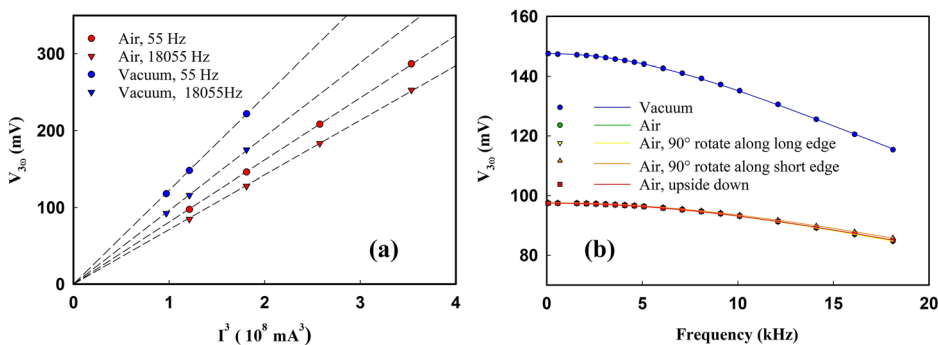 300
200
100
0
V3ω (mV)
Air, 55 Hz
Air, 18055 Hz
Vacuum, 55 Hz
Vacuum, 18055Hz
(a)
0 1 2 3 4
I³ ( 10⁸ mA³)
160
140
120
100
80
V3ω (mV)
Vacuum
Air
Air, 90° rotate along long edge
Air, 90° rotate along short edge
Air, upside down
(b)
0 5 10 15 20
Frequency (kHz)